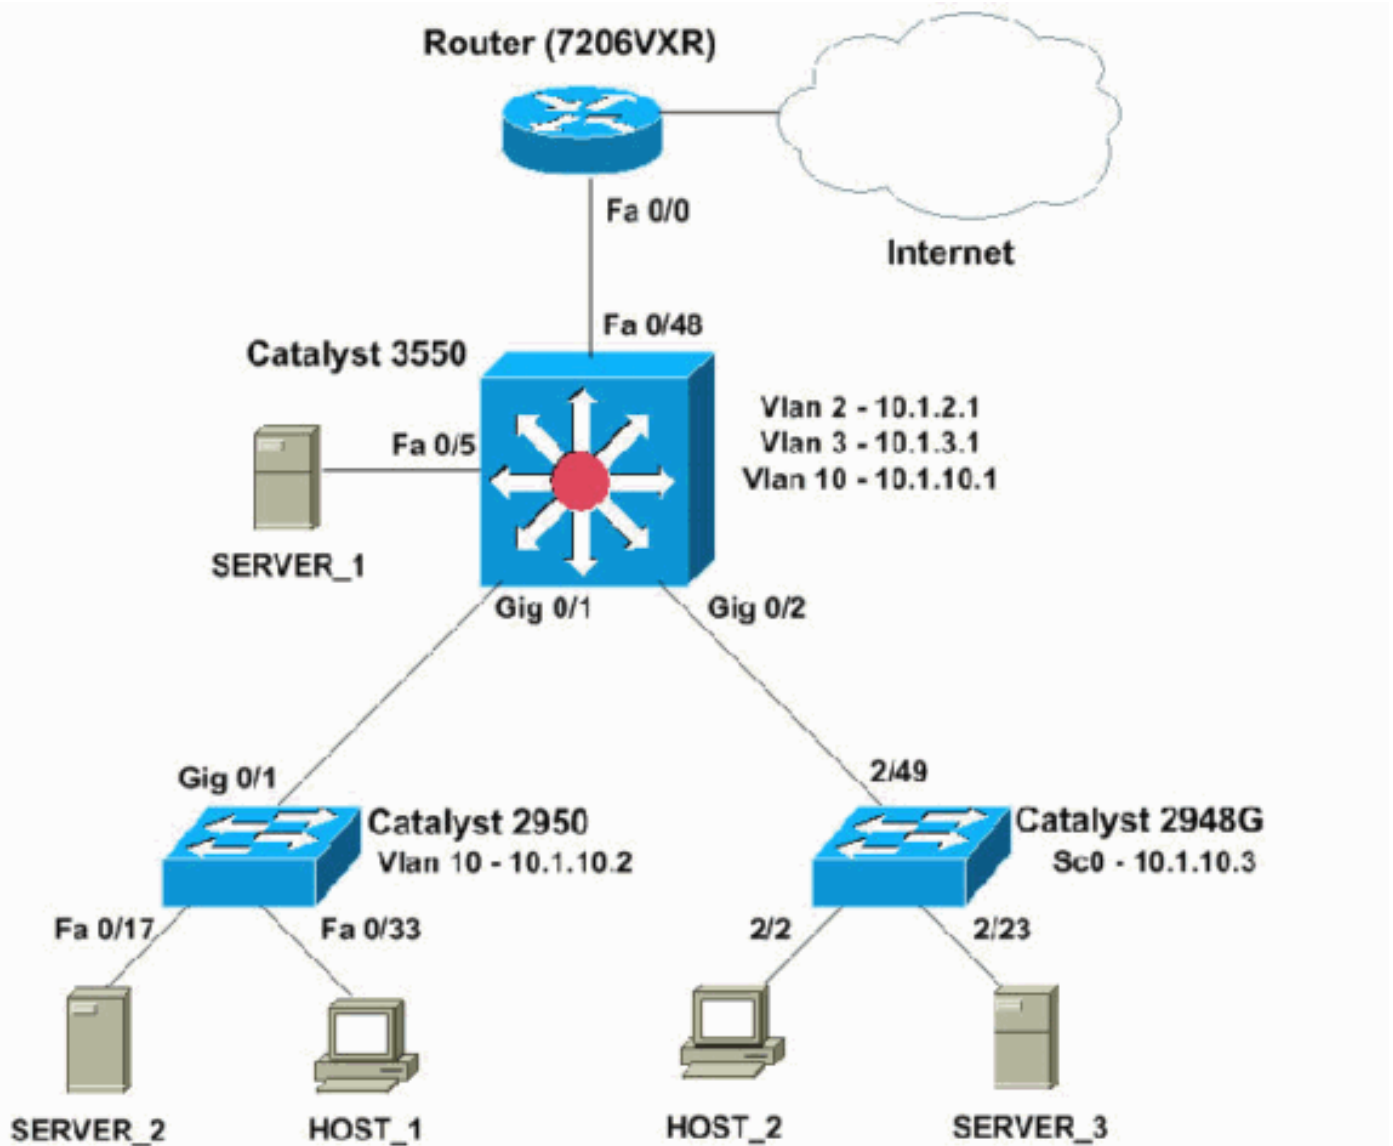 Router (7206VXR)
Fa 0/0
Internet
Fa 0/48
Catalyst 3550
Vlan 2 - 10.1.2.1
Vlan 3 - 10.1.3.1
Vlan 10 - 10.1.10.1
Fa 0/5
SERVER_1
Gig 0/1
Gig 0/2
Gig 0/1
2/49
Catalyst 2950
Vlan 10 - 10.1.10.2
Catalyst 2948G
Sc0 - 10.1.10.3
Fa 0/17
Fa 0/33
2/2
2/23
SERVER_2
HOST_1
HOST_2
SERVER_3